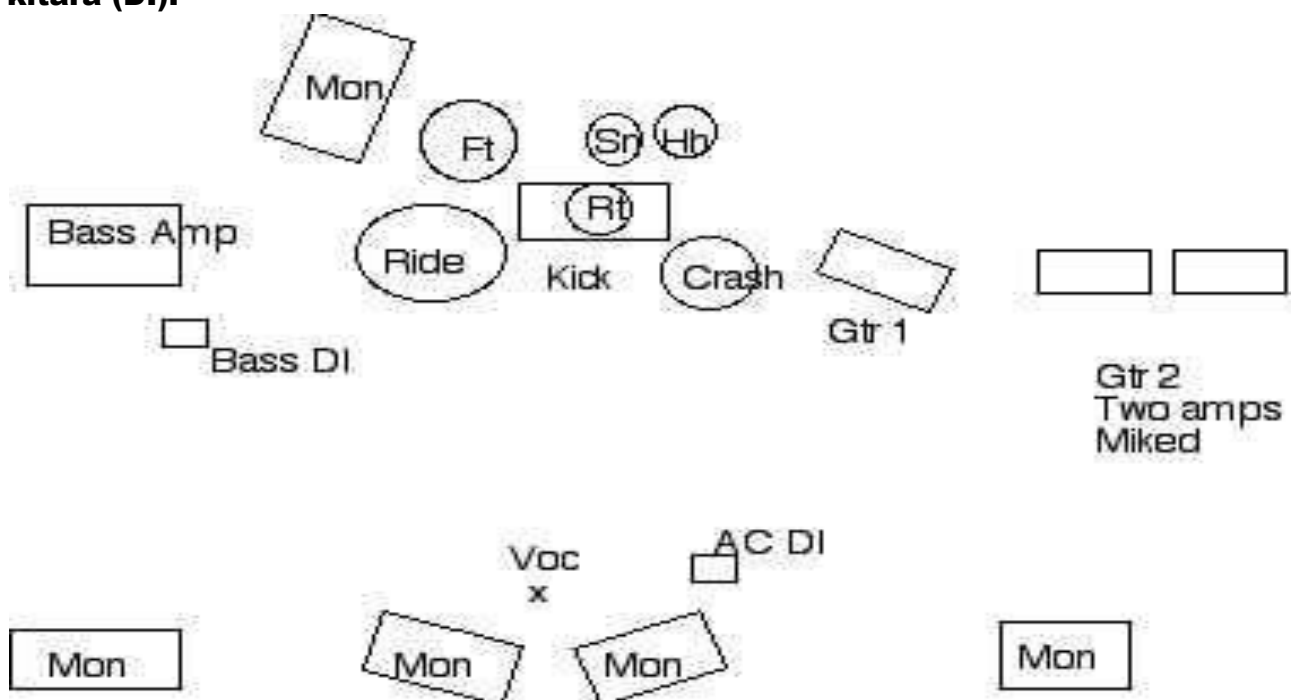 kitara (DI).
Mon
Ft
Sn
Hh
Rt
Bass Amp
Ride
Kick
Crash
Gtr 1
Bass DI
Gtr 2
Two amps
Miked
AC DI
Voc
x
Mon
Mon
Mon
Mon